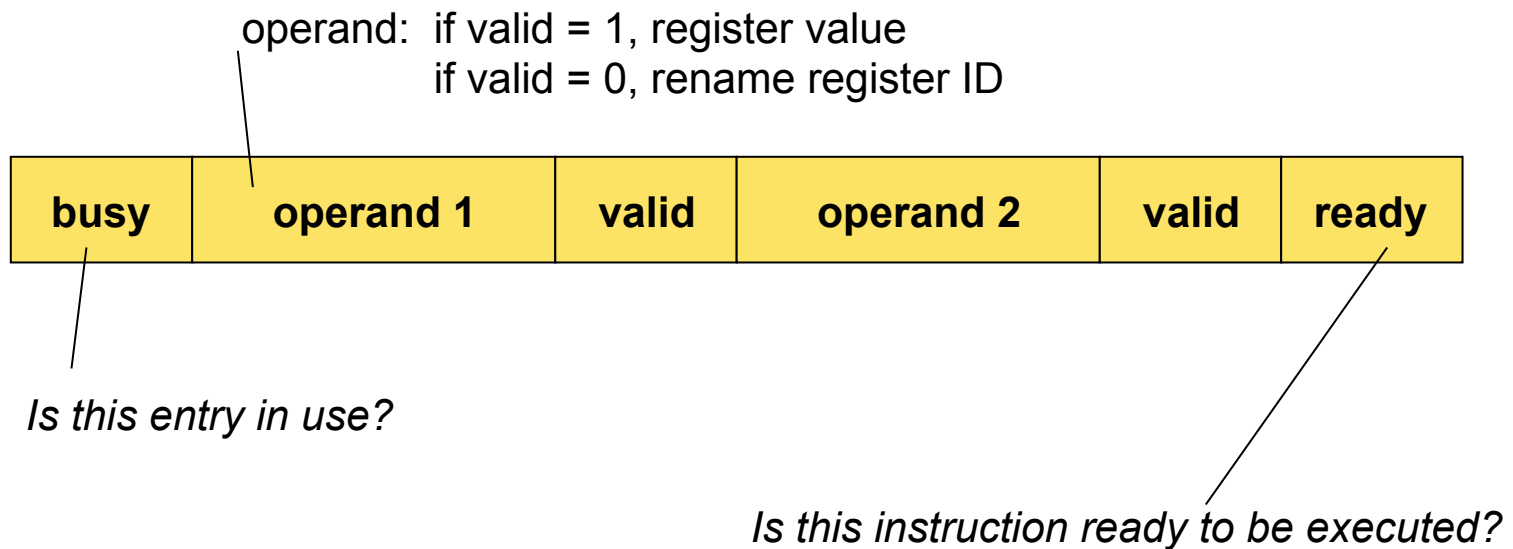 operand: if valid = 1, register value
if valid = 0, rename register ID
busy operand 1 valid operand 2 valid ready
Is this entry in use?
Is this instruction ready to be executed?